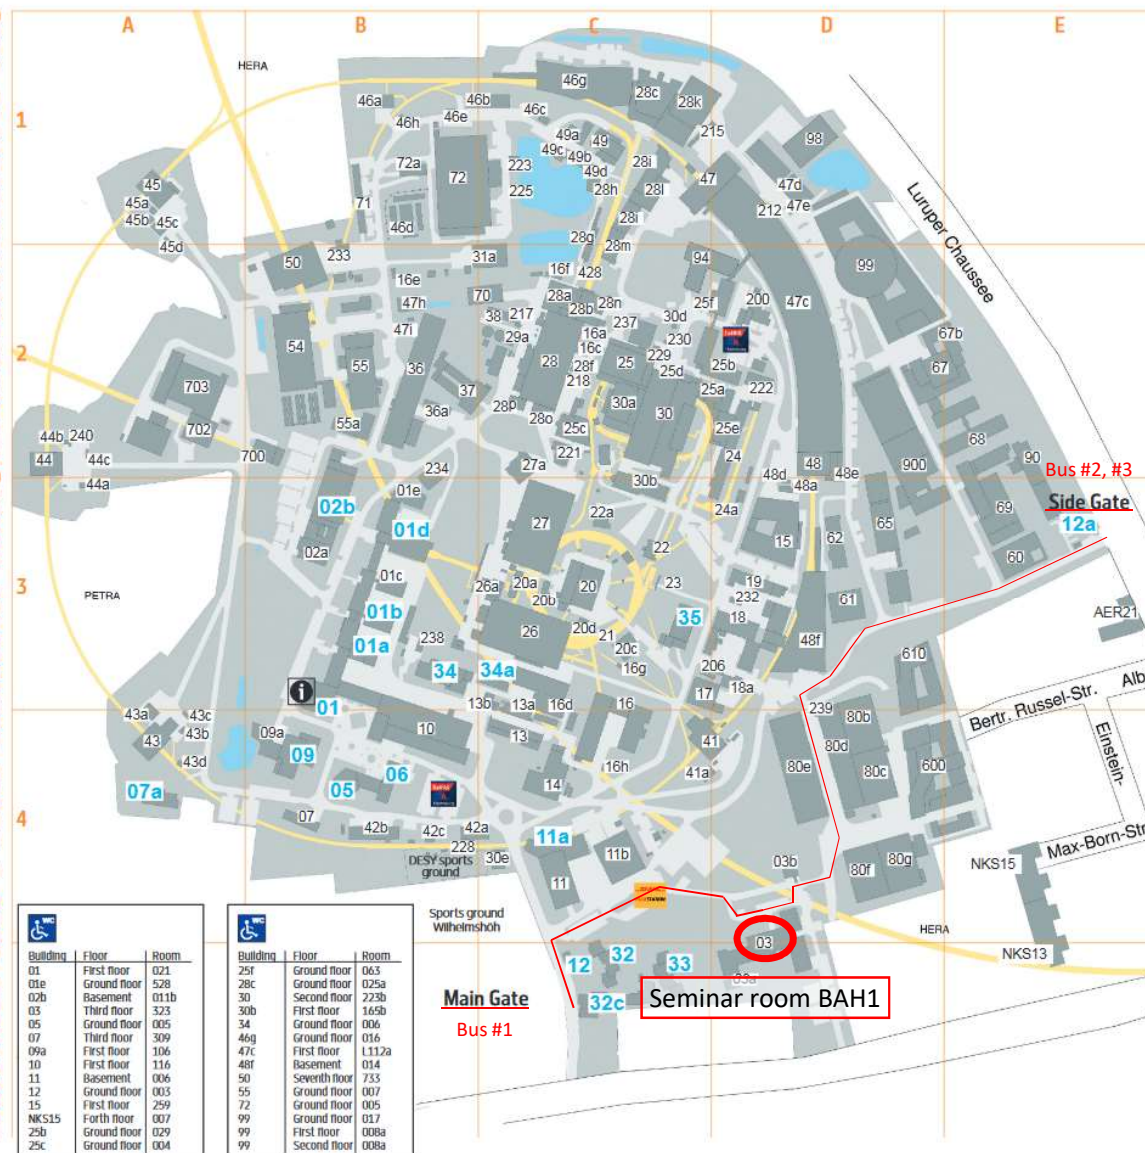 A
B
C
D
E
HERA
46g
28c
28k
46a
46b
46c
46e
46h
1
215
98
49a
49
49c
49b
49d
28i
72a
223
72
47
47d
45
45a
225
28h
28l
47e
212
71
45b
45c
28i
46d
Luruper Chaussee
45d
28g
28m
233
31a
94
99
50
16f
428
16e
70
28a
28n
25f
200
47c
47h
28b
38
217
237
30d
47i
29a
16a
230
67b
2
54
16c
25
229
55
36
28
28f
25d
25b
67
703
218
25a
222
37
28p
30a
30
55a
36a
28o
25c
25e
44b
240
702
68
221
24
44
44c
700
27a
48d
48
48e
900
90
234
Bus #2, #3
44a
01e
30b
48a
Side Gate
02b
24a
69
12a
01d
27
22a
62
65
15
02a
22
60
3
01c
26a
20a
20
23
19
PETRA
20b
232
61
AER21
01b
35
18
26
20d
21
48f
238
01a
20c
206
610
34
34a
16g
18a
Bertr. Russel-Str.
Alb
17
01
13b
13a
16d
16
239
43a
43c
80b
10
43
43b
09a
13
41
80d
Einstein-
09
43d
16h
41a
80e
80c
600
06
07a
05
14
4
07
42b
42c
42a
11a
Max-Born-Str
228
11b
03b
80f
80g
NKS15
DESY sports
ground
30e
11
Sports ground
Wilhelmshöh
HERA
NKS13
03
12
32
33
Main Gate
32c
Seminar room BAH1
Bus #1
WC
Building Floor Room
01 First floor 021
01e Ground floor 528
02b Basement 011b
03 Third floor 323
05 Ground floor 005
07 Third floor 309
09a First floor 106
10 First floor 116
11 Basement 006
12 Ground floor 003
15 First floor 259
NKS15 Forth floor 007
25b Ground floor 029
25c Ground floor 004
WC
Building Floor Room
25f Ground floor 063
28c Ground floor 025a
30 Second floor 223b
30b First floor 165b
34 Ground floor 006
46g Ground floor 016
47c First floor L112a
48f Basement 014
50 Seventh floor 733
55 Ground floor 007
72 Ground floor 005
99 Ground floor 017
99 First floor 008a
99 Second floor 008a